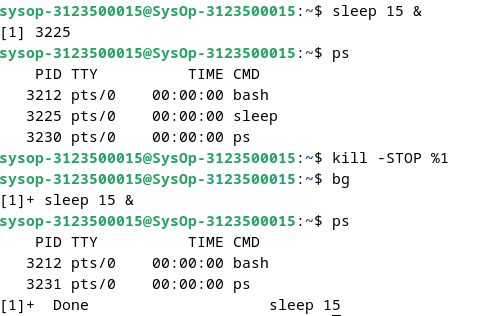 sysop-3123500015@SysOp-3123500015:~$ sleep 15 &
[1] 3225
sysop-3123500015@SysOp-3123500015:~$ ps
    PID TTY          TIME CMD
   3212 pts/0    00:00:00 bash
   3225 pts/0    00:00:00 sleep
   3230 pts/0    00:00:00 ps
sysop-3123500015@SysOp-3123500015:~$ kill -STOP %1
sysop-3123500015@SysOp-3123500015:~$ bg
[1]+ sleep 15 &
sysop-3123500015@SysOp-3123500015:~$ ps
    PID TTY          TIME CMD
   3212 pts/0    00:00:00 bash
   3231 pts/0    00:00:00 ps
[1]+  Done                    sleep 15